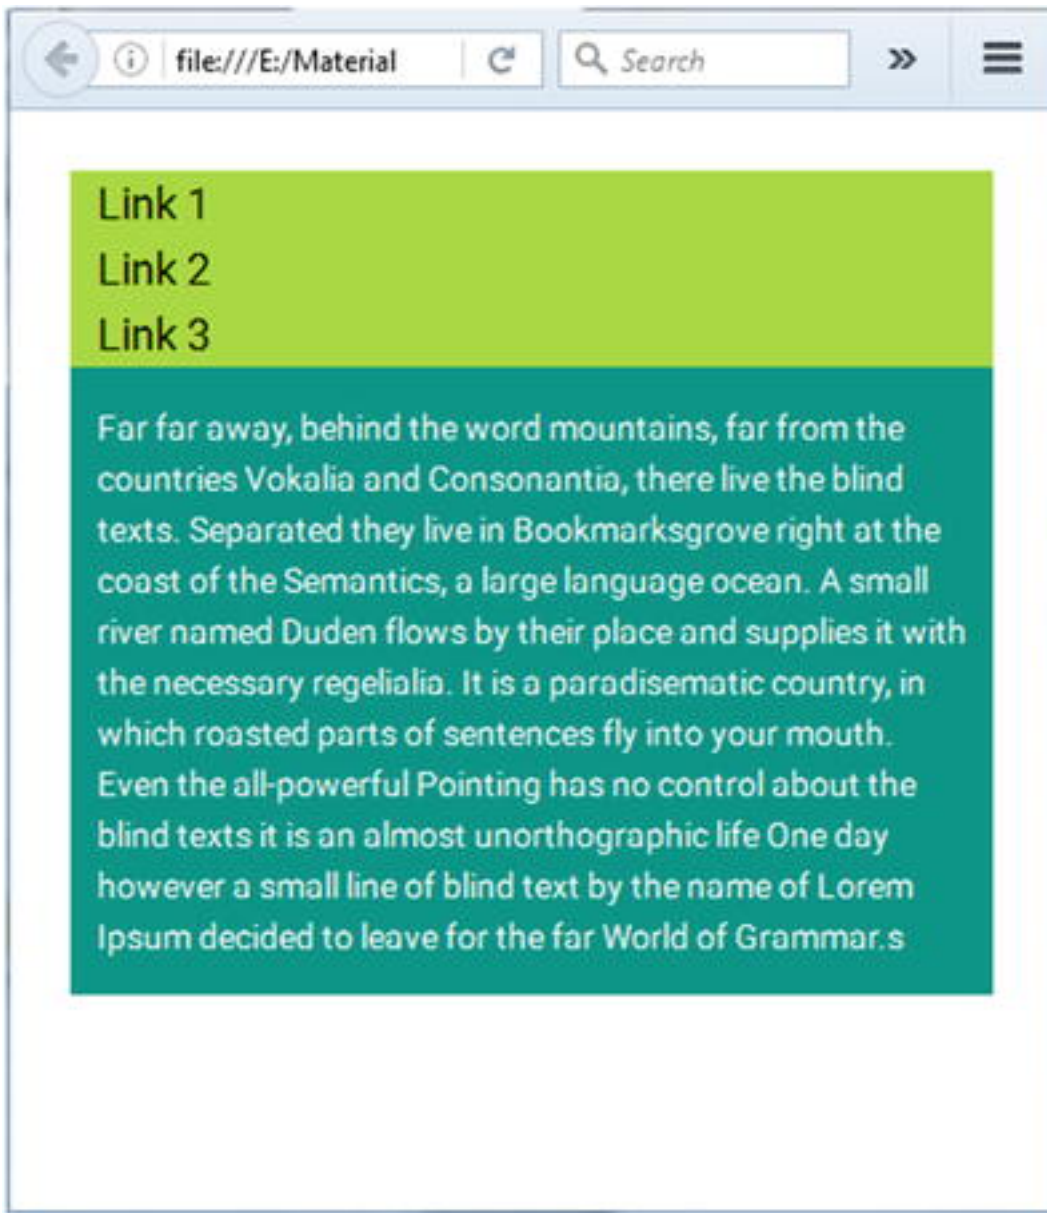 file:///E:/Material
Search
Link 1
Link 2
Link 3
Far far away, behind the word mountains, far from the
countries Vokalia and Consonantia, there live the blind
texts. Separated they live in Bookmarksgrove right at the
coast of the Semantics, a large language ocean. A small
river named Duden flows by their place and supplies it with
the necessary regelialia. It is a paradisematic country, in
which roasted parts of sentences fly into your mouth.
Even the all-powerful Pointing has no control about the
blind texts it is an almost unorthographic life One day
however a small line of blind text by the name of Lorem
Ipsum decided to leave for the far World of Grammar.s